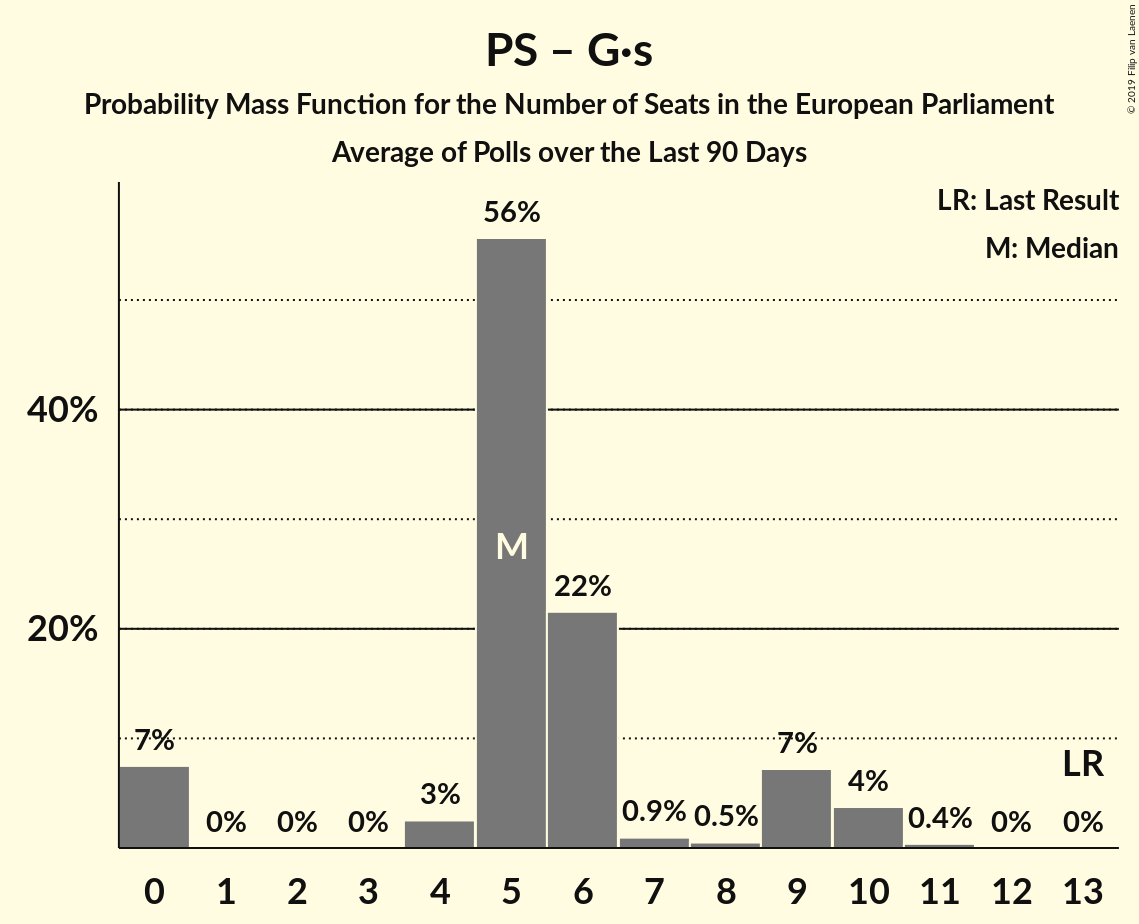 © 2019 Filip van Laenen
PS – G·s
Probability Mass Function for the Number of Seats in the European Parliament
Average of Polls over the Last 90 Days
LR: Last Result
M: Median
40%
20%
7%
0%
0%
0%
3%
56%
M
22%
0.9%
0.5%
7%
4%
0.4%
0%
0%
LR
0 1 2 3 4 5 6 7 8 9 10 11 12 13